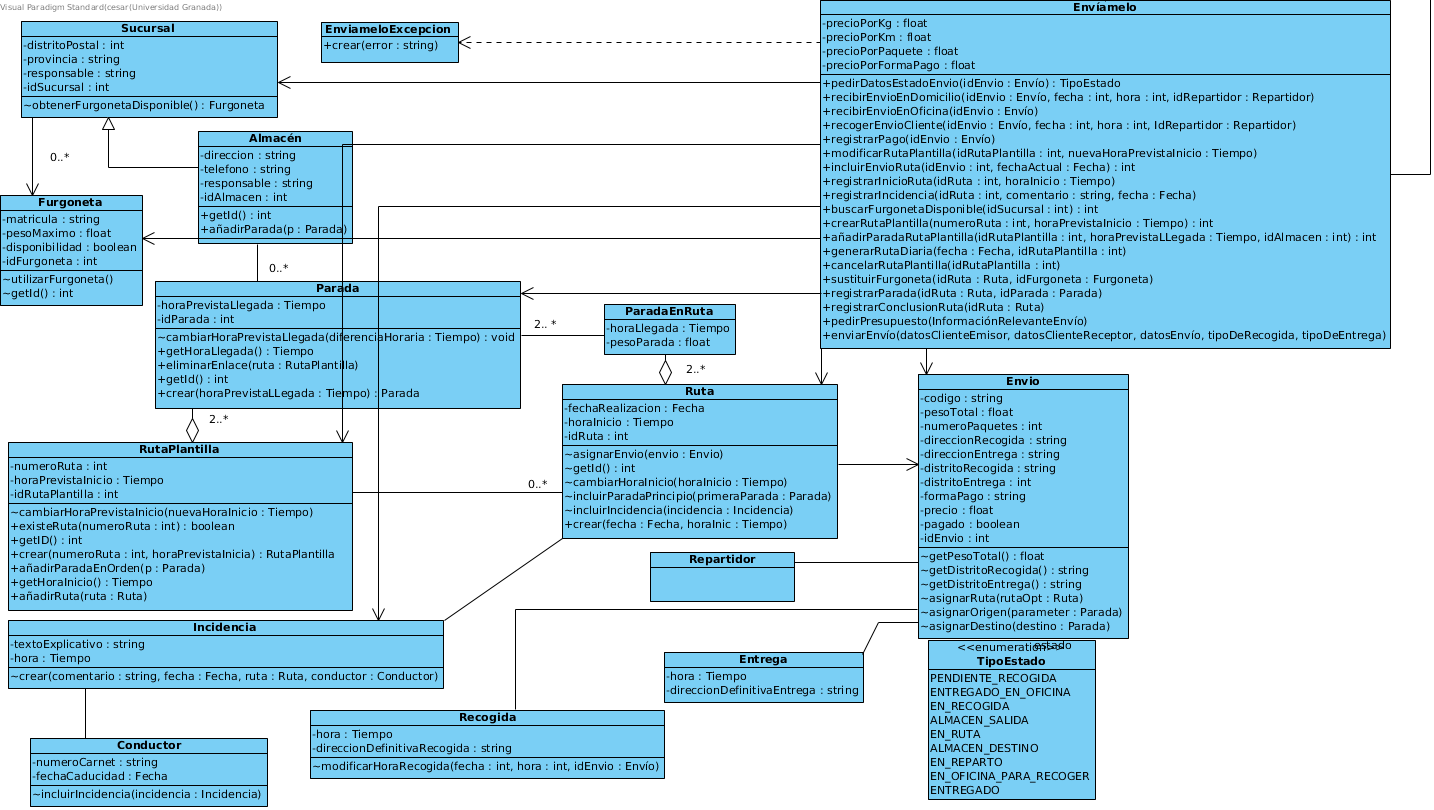 Visual Paradigm Standard(cesar(Universidad Granada))
Sucursal
-distritoPostal : int
-provincia : string
-responsable : string
-idSucursal : int
~obtenerFurgonetaDisponible() : Furgoneta
EnviameloExcepcion
+crear(error : string)
Envíamelo
-precioPorKg : float
-precioPorKm : float
-precioPorPaquete : float
-precioPorFormaPago : float
+pedirDatosEstadoEnvio(idEnvio : Envío) : TipoEstado
+recibirEnvioEnDomicilio(idEnvio : Envío, fecha : int, hora : int, idRepartidor : Repartidor)
+recibirEnvioEnOficina(idEnvio : Envío)
+recogerEnvioCliente(idEnvio : Envío, fecha : int, hora : int, IdRepartidor : Repartidor)
+registrarPago(idEnvio : Envío)
+modificarRutaPlantilla(idRutaPlantilla : int, nuevaHoraPrevistaInicio : Tiempo)
+incluirEnvioRuta(idEnvio : int, fechaActual : Fecha) : int
+registrarInicioRuta(idRuta : int, horaInicio : Tiempo)
+registrarIncidencia(idRuta : int, comentario : string, fecha : Fecha)
+buscarFurgonetaDisponible(idSucursal : int) : int
+crearRutaPlantilla(numeroRuta : int, horaPrevistaInicio : Tiempo) : int
+añadirParadaRutaPlantilla(idRutaPlantilla : int, horaPrevistaLLegada : Tiempo, idAlmacen : int) : int
+generarRutaDiaria(fecha : Fecha, idRutaPlantilla : int)
+cancelarRutaPlantilla(idRutaPlantilla : int)
+sustituirFurgoneta(idRuta : Ruta, idFurgoneta : Furgoneta)
+registrarParada(idRuta : Ruta, idParada : Parada)
+registrarConclusionRuta(idRuta : Ruta)
+pedirPresupuesto(InformaciónRelevanteEnvío)
+enviarEnvío(datosClienteEmisor, datosClienteReceptor, datosEnvío, tipoDeRecogida, tipoDeEntrega)
0..*
Almacén
-direccion : string
-telefono : string
-responsable : string
-idAlmacen : int
+getId() : int
+añadirParada(p : Parada)
Furgoneta
-matricula : string
-pesoMaximo : float
-disponibilidad : boolean
-idFurgoneta : int
~utilizarFurgoneta()
~getId() : int
0..*
Parada
-horaPrevistaLlegada : Tiempo
-idParada : int
~cambiarHoraPrevistaLlegada(diferenciaHoraria : Tiempo) : void
+getHoraLlegada() : Tiempo
+eliminarEnlace(ruta : RutaPlantilla)
+getId() : int
+crear(horaPrevistaLLegada : Tiempo) : Parada
2.. *
ParadaEnRuta
-horaLlegada : Tiempo
-pesoParada : float
2..*
2..*
Ruta
-fechaRealizacion : Fecha
-horaInicio : Tiempo
-idRuta : int
~asignarEnvio(envio : Envio)
~getId() : int
~cambiarHoraInicio(horaInicio : Tiempo)
~incluirParadaPrincipio(primeraParada : Parada)
~incluirIncidencia(incidencia : Incidencia)
+crear(fecha : Fecha, horaInic : Tiempo)
Envio
-codigo : string
-pesoTotal : float
-numeroPaquetes : int
-direccionRecogida : string
-direccionEntrega : string
-distritoRecogida : string
-distritoEntrega : int
-formaPago : string
-precio : float
-pagado : boolean
-idEnvio : int
~getPesoTotal() : float
~getDistritoRecogida() : string
~getDistritoEntrega() : string
~asignarRuta(rutaOpt : Ruta)
~asignarOrigen(parameter : Parada)
~asignarDestino(destino : Parada)
RutaPlantilla
-numeroRuta : int
-horaPrevistaInicio : Tiempo
-idRutaPlantilla : int
~cambiarHoraPrevistaInicio(nuevaHoraInicio : Tiempo)
+existeRuta(numeroRuta : int) : boolean
+getID() : int
+crear(numeroRuta : int, horaPrevistaInicia) : RutaPlantilla
+añadirParadaEnOrden(p : Parada)
+getHoraInicio() : Tiempo
+añadirRuta(ruta : Ruta)
0..*
Repartidor
Incidencia
-textoExplicativo : string
-hora : Tiempo
~crear(comentario : string, fecha : Fecha, ruta : Ruta, conductor : Conductor)
estado
<<enumeration>>
TipoEstado
PENDIENTE_RECOGIDA
ENTREGADO_EN_OFICINA
EN_RECOGIDA
ALMACEN_SALIDA
EN_RUTA
ALMACEN_DESTINO
EN_REPARTO
EN_OFICINA_PARA_RECOGER
ENTREGADO
Entrega
-hora : Tiempo
-direccionDefinitivaEntrega : string
Recogida
-hora : Tiempo
-direccionDefinitivaRecogida : string
~modificarHoraRecogida(fecha : int, hora : int, idEnvio : Envío)
Conductor
-numeroCarnet : string
-fechaCaducidad : Fecha
~incluirIncidencia(incidencia : Incidencia)